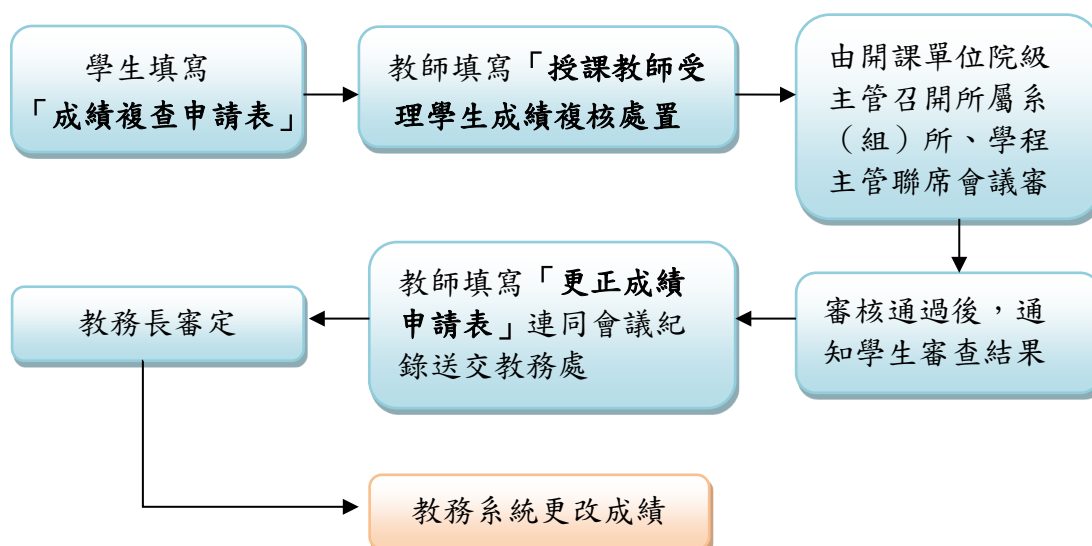 學生填寫
「成績複查申請表」
教師填寫「授課教師受
理學生成績複核處置
由開課單位院級
主管召開所屬系
（組）所、學程
主管聯席會議審
審核通過後，通
知學生審查結果
教師填寫「更正成績
申請表」連同會議紀
錄送交教務處
教務長審定
教務系統更改成績